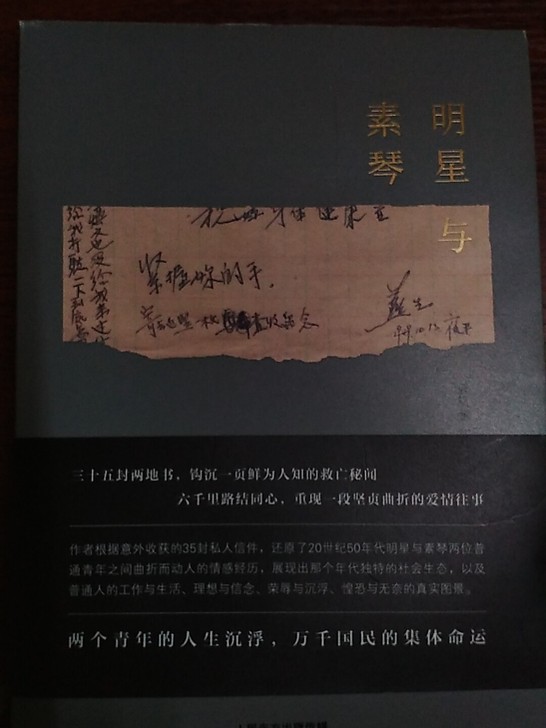 明星与
素琴
紧握你的手。
三十五封两地书，钩沉一页鲜为人知的救亡秘闻
六千里路结同心，重现一段坚贞曲折的爱情往事
作者根据意外收获的35封私人信件，还原了20世纪50年代明星与素琴两位普
通青年之间曲折而动人的情感经历，展现出那个年代独特的社会生态，以及
普通人的工作与生活、理想与信念、荣辱与沉浮、惶恐与无奈的真实图景。
两个青年的人生沉浮，万千国民的集体命运